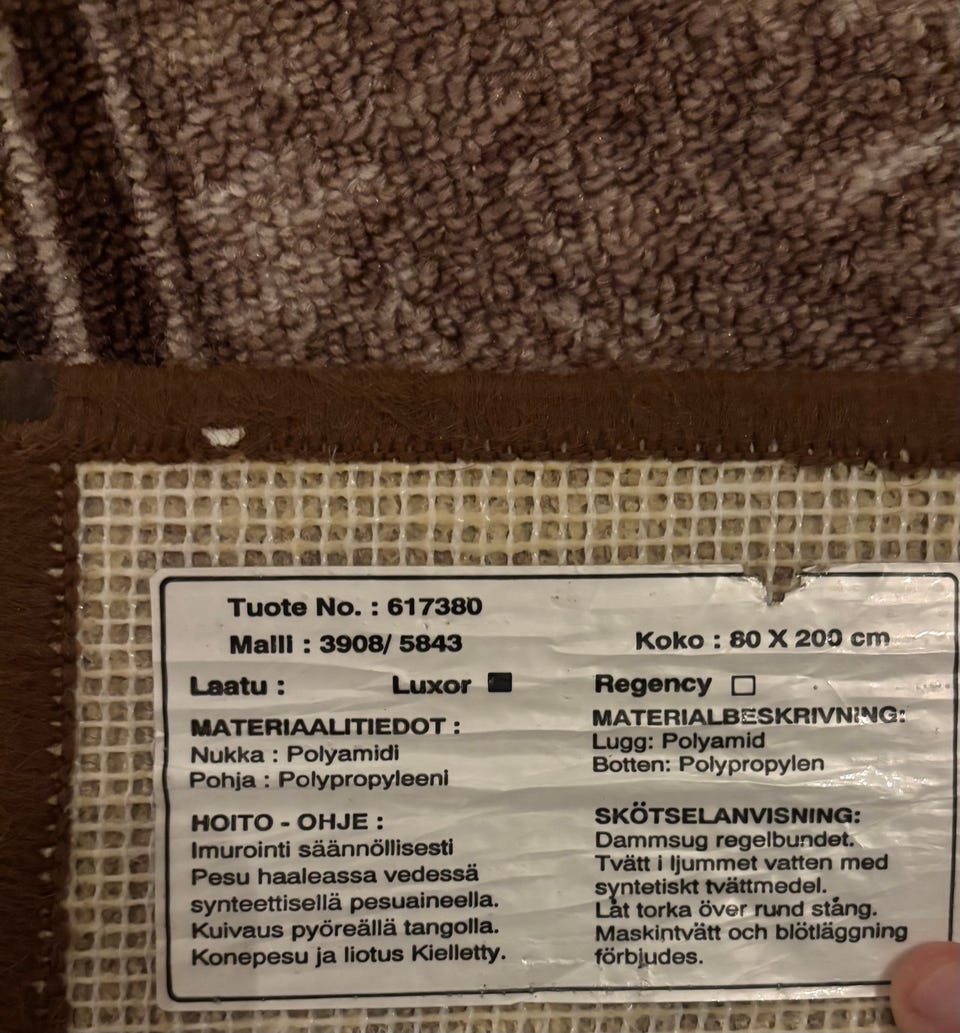 Tuote No. : 617380
Malli : 3908/ 5843
Koko : 80 X 200 cm
Laatu : Luxor ■ Regency □
MATERIAALITIEDOT :
Nukka : Polyamidi
Pohja : Polypropyleeni
HOITO - OHJE :
Imurointi säännöllisesti
Pesu haaleassa vedessä
synteettisellä pesuaineella.
Kuivaus pyöreällä tangolla.
Konepesu ja liotus Kielletty.
MATERIALBESKRIVNING:
Lugg: Polyamid
Botten: Polypropylen
SKÖTSELANVISNING:
Dammsug regelbundet.
Tvätt i ljummet vatten med
syntetiskt tvättmedel.
Låt torka över rund stång.
Maskintvätt och blötläggning
förbjudes.